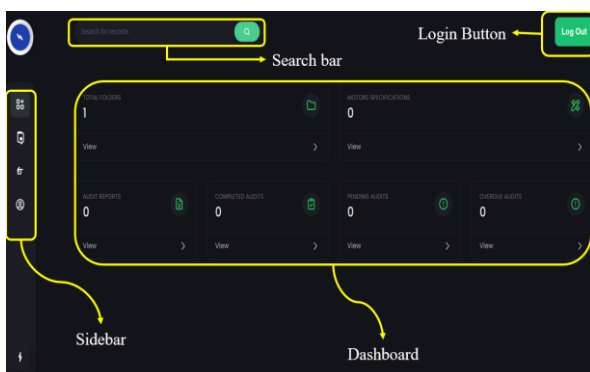 Search for records
Login Button
Log Out
Search bar
TOTAL FOLDERS
1
View
MOTORS SPECIFICATIONS
0
View
AUDIT REPORTS
0
View
COMPLETED AUDITS
0
View
PENDING AUDITS
0
View
OVERDUE AUDITS
0
View
Sidebar
Dashboard